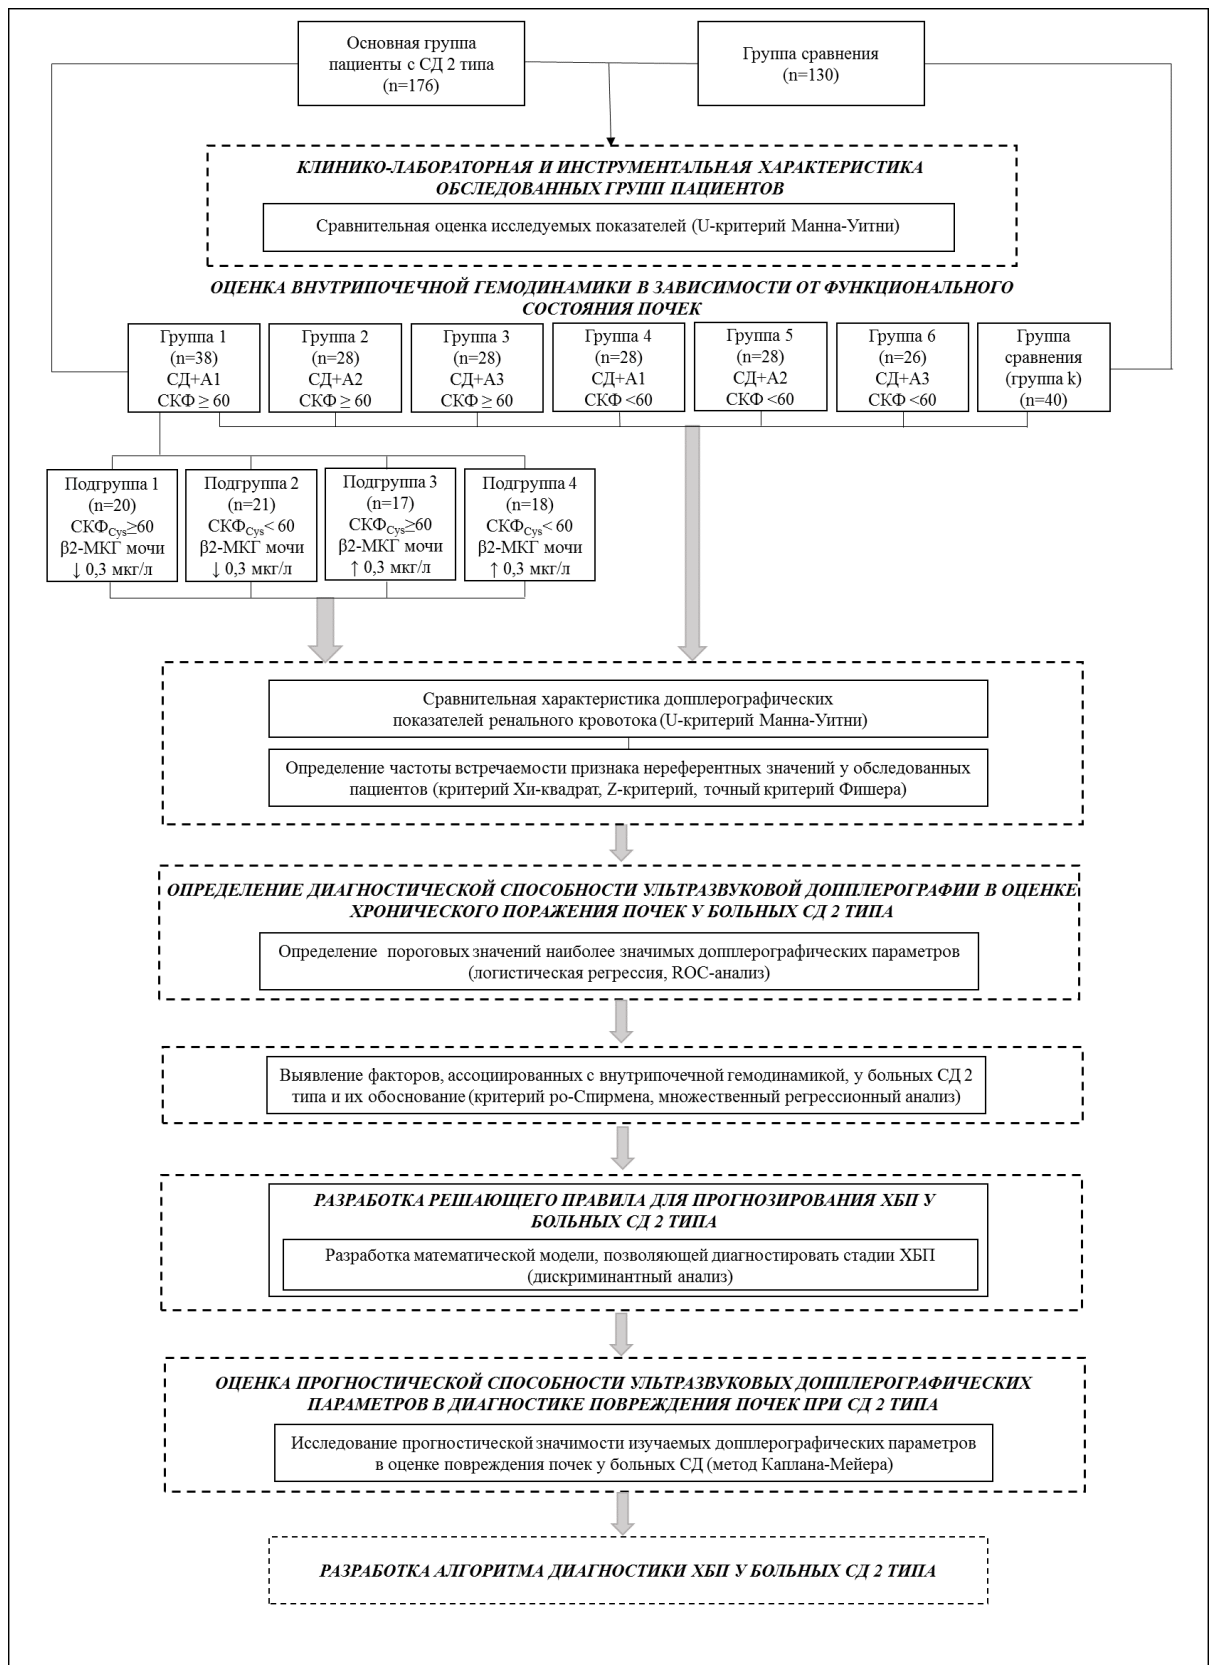 Основная группа
пациенты с СД 2 типа
(n=176)
Группа сравнения
(n=130)
КЛИНИКО-ЛАБОРАТОРНАЯ И ИНСТРУМЕНТАЛЬНАЯ ХАРАКТЕРИСТИКА
ОБСЛЕДОВАННЫХ ГРУПП ПАЦИЕНТОВ
Сравнительная оценка исследуемых показателей (U-критерий Манна-Уитни)
ОЦЕНКА ВНУТРИПОЧЕЧНОЙ ГЕМОДИНАМИКИ В ЗАВИСИМОСТИ ОТ ФУНКЦИОНАЛЬНОГО
СОСТОЯНИЯ ПОЧЕК
Группа 1
(n=38)
СД+А1
СКФ ≥ 60
Группа 2
(n=28)
СД+А2
СКФ ≥ 60
Группа 3
(n=28)
СД+А3
СКФ ≥ 60
Группа 4
(n=28)
СД+А1
СКФ <60
Группа 5
(n=28)
СД+А2
СКФ <60
Группа 6
(n=26)
СД+А3
СКФ <60
Группа
сравнения
(группа k)
(n=40)
Подгруппа 1
(n=20)
СКФCys≥60
β2-МКГ мочи
↓ 0,3 мкг/л
Подгруппа 2
(n=21)
СКФCys< 60
β2-МКГ мочи
↓ 0,3 мкг/л
Подгруппа 3
(n=17)
СКФCys≥60
β2-МКГ мочи
↑ 0,3 мкг/л
Подгруппа 4
(n=18)
СКФCys< 60
β2-МКГ мочи
↑ 0,3 мкг/л
Сравнительная характеристика допплерографических
показателей ренального кровотока (U-критерий Манна-Уитни)
Определение частоты встречаемости признака нереферентных значений у обследованных
пациентов (критерий Хи-квадрат, Z-критерий, точный критерий Фишера)
ОПРЕДЕЛЕНИЕ ДИАГНОСТИЧЕСКОЙ СПОСОБНОСТИ УЛЬТРАЗВУКОВОЙ ДОППЛЕРОГРАФИИ В ОЦЕНКЕ
ХРОНИЧЕСКОГО ПОРАЖЕНИЯ ПОЧЕК У БОЛЬНЫХ СД 2 ТИПА
Определение пороговых значений наиболее значимых допплерографических параметров
(логистическая регрессия, ROC-анализ)
Выявление факторов, ассоциированных с внутрипочечной гемодинамикой, у больных СД 2
типа и их обоснование (критерий ро-Спирмена, множественный регрессионный анализ)
РАЗРАБОТКА РЕШАЮЩЕГО ПРАВИЛА ДЛЯ ПРОГНОЗИРОВАНИЯ ХБП У
БОЛЬНЫХ СД 2 ТИПА
Разработка математической модели, позволяющей диагностировать стадии ХБП
(дискриминантный анализ)
ОЦЕНКА ПРОГНОСТИЧЕСКОЙ СПОСОБНОСТИ УЛЬТРАЗВУКОВЫХ ДОППЛЕРОГРАФИЧЕСКИХ
ПАРАМЕТРОВ В ДИАГНОСТИКЕ ПОВРЕЖДЕНИЯ ПОЧЕК ПРИ СД 2 ТИПА
Исследование прогностической значимости изучаемых допплерографических параметров
в оценке повреждения почек у больных СД (метод Каплана-Мейера)
РАЗРАБОТКА АЛГОРИТМА ДИАГНОСТИКИ ХБП У БОЛЬНЫХ СД 2 ТИПА